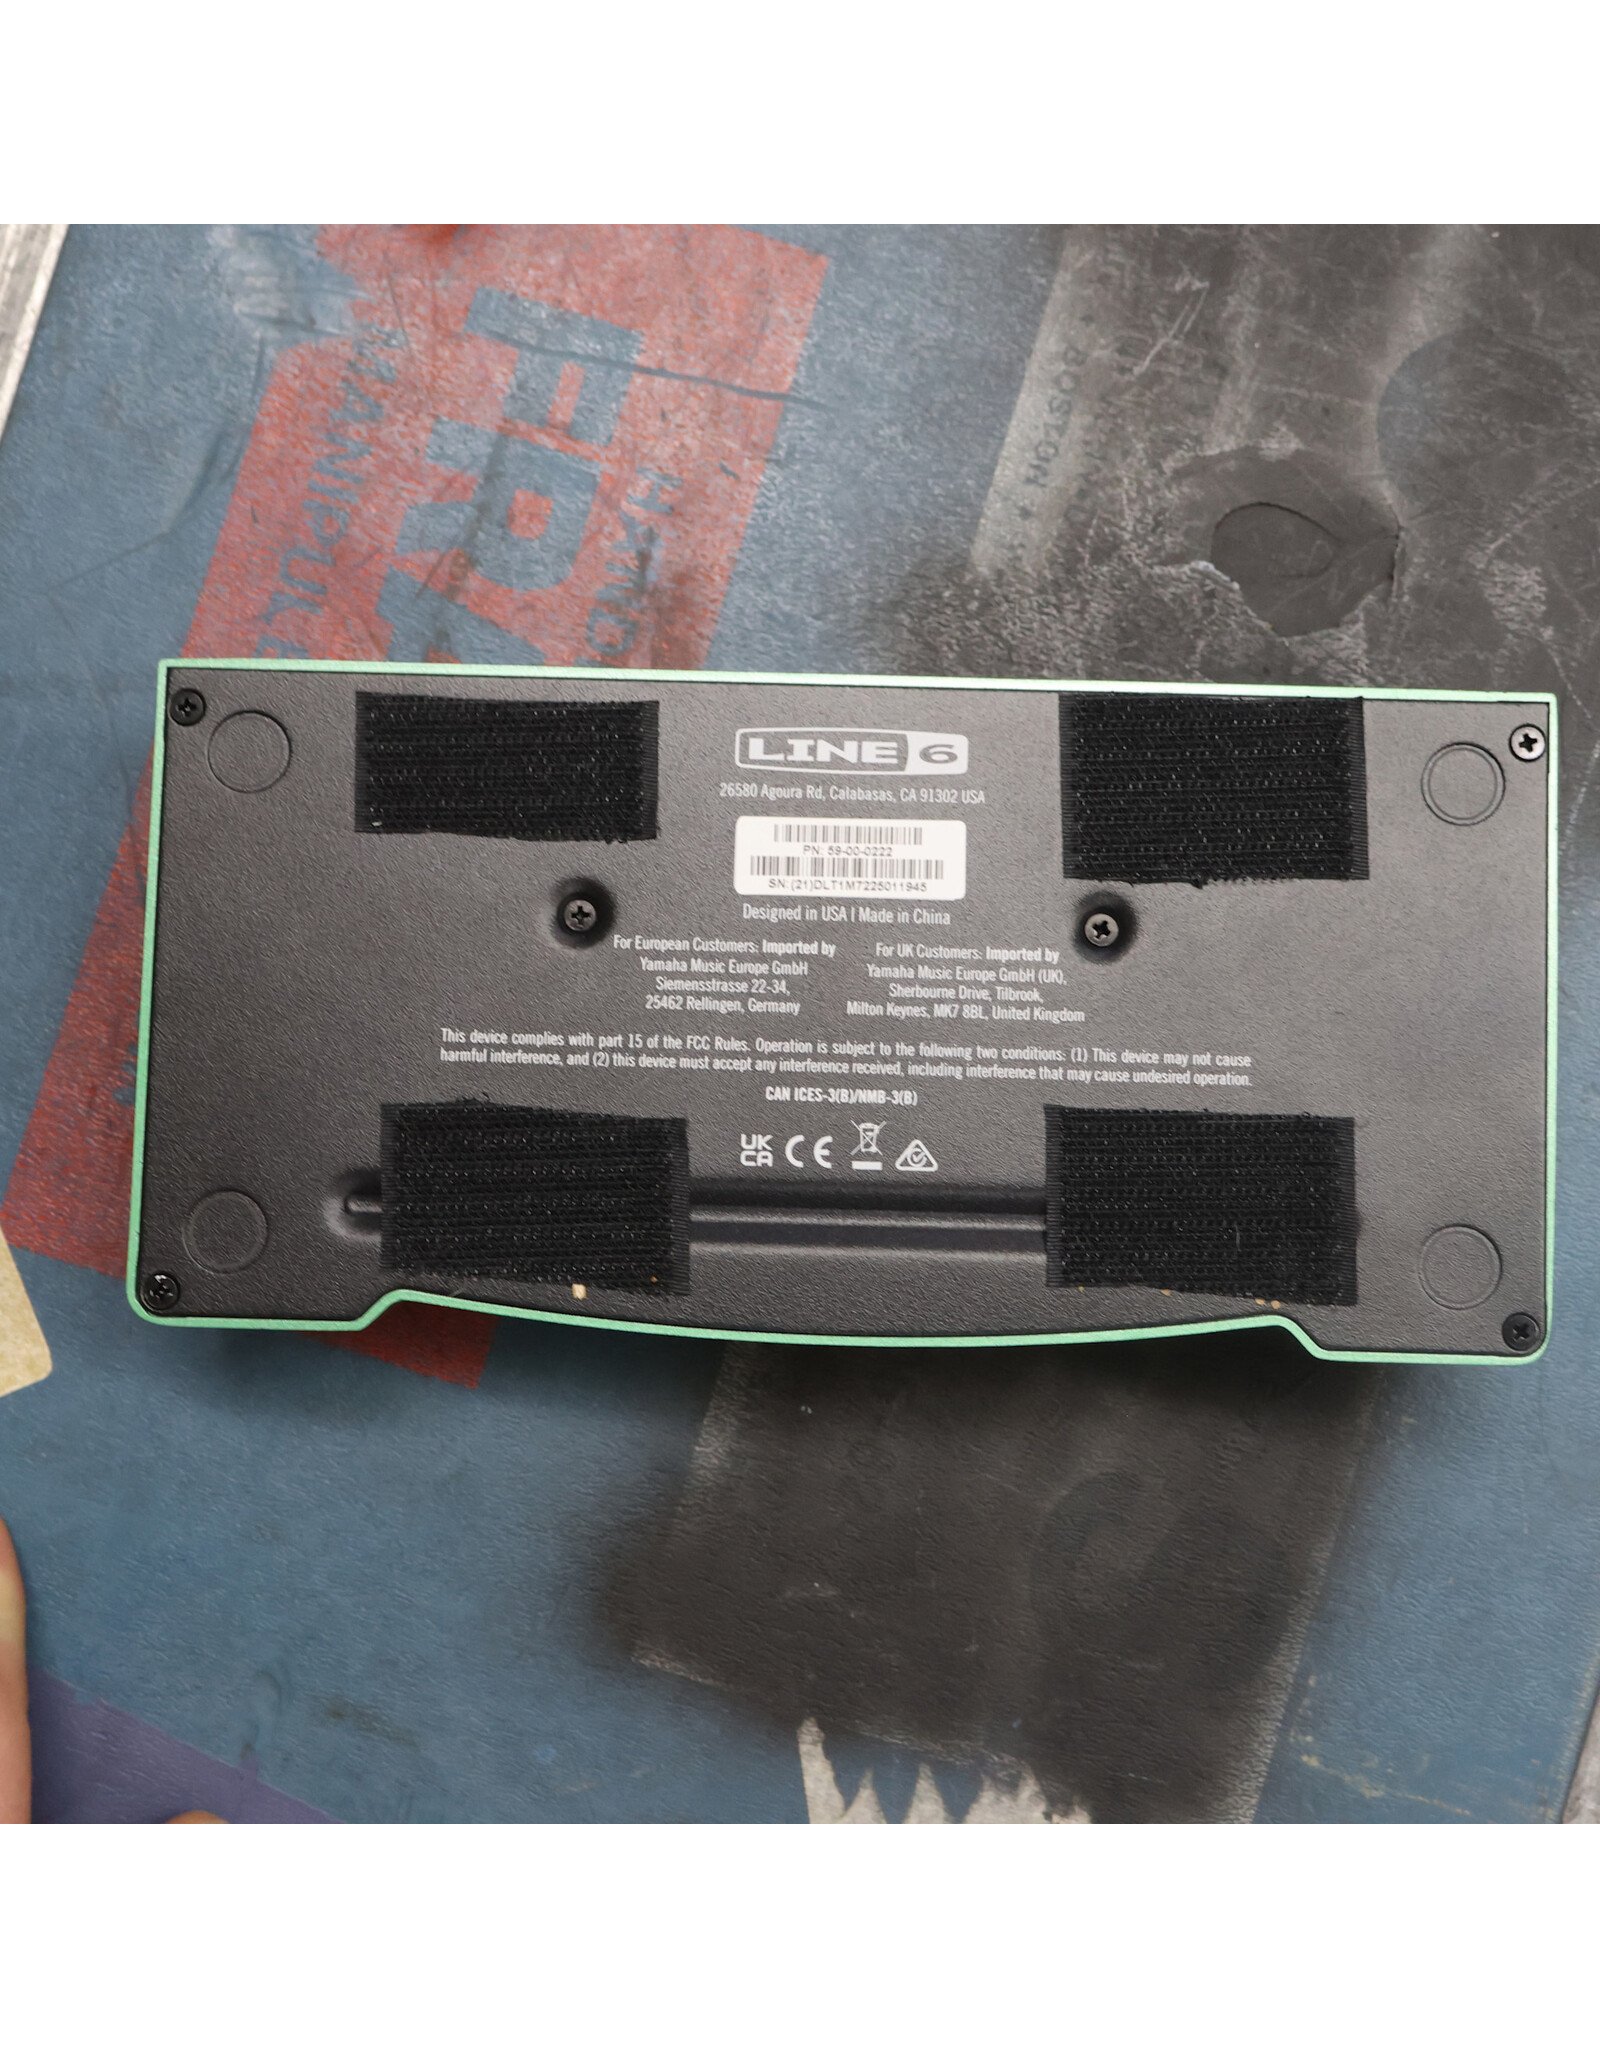 HAND
MANIPU
BOSTON
LINE 6
26580 Agoura Rd, Calabasas, CA 91302 USA
PN: 59-00-0222
SN: (21)DLT1M7225011945
Designed in USA | Made in China
For European Customers: Imported by
Yamaha Music Europe GmbH
Siemensstrasse 22-34,
25462 Rellingen, Germany
For UK Customers: Imported by
Yamaha Music Europe GmbH (UK),
Sherbourne Drive, Tilbrook,
Milton Keynes, MK7 8BL, United Kingdom
This device complies with part 15 of the FCC Rules. Operation is subject to the following two conditions: (1) This device may not cause
harmful interference, and (2) this device must accept any interference received, including interference that may cause undesired operation.
CAN ICES-3(B)/NMB-3(B)
UK
CA CE